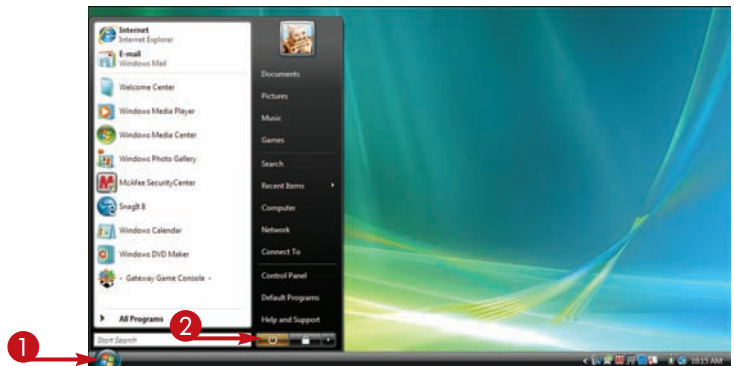 Internet
Internet Explorer
E-mail
Windows Mail
Welcome Center
Windows Media Player
Windows Media Center
Windows Photo Gallery
McAfee SecurityCenter
SnagIt 8
Windows Calendar
Windows DVD Maker
- Gateway Game Console -
All Programs
Start Search
Documents
Pictures
Music
Games
Search
Recent Items
Computer
Network
Connect To
Control Panel
Default Programs
Help and Support
2
1
10:15 AM